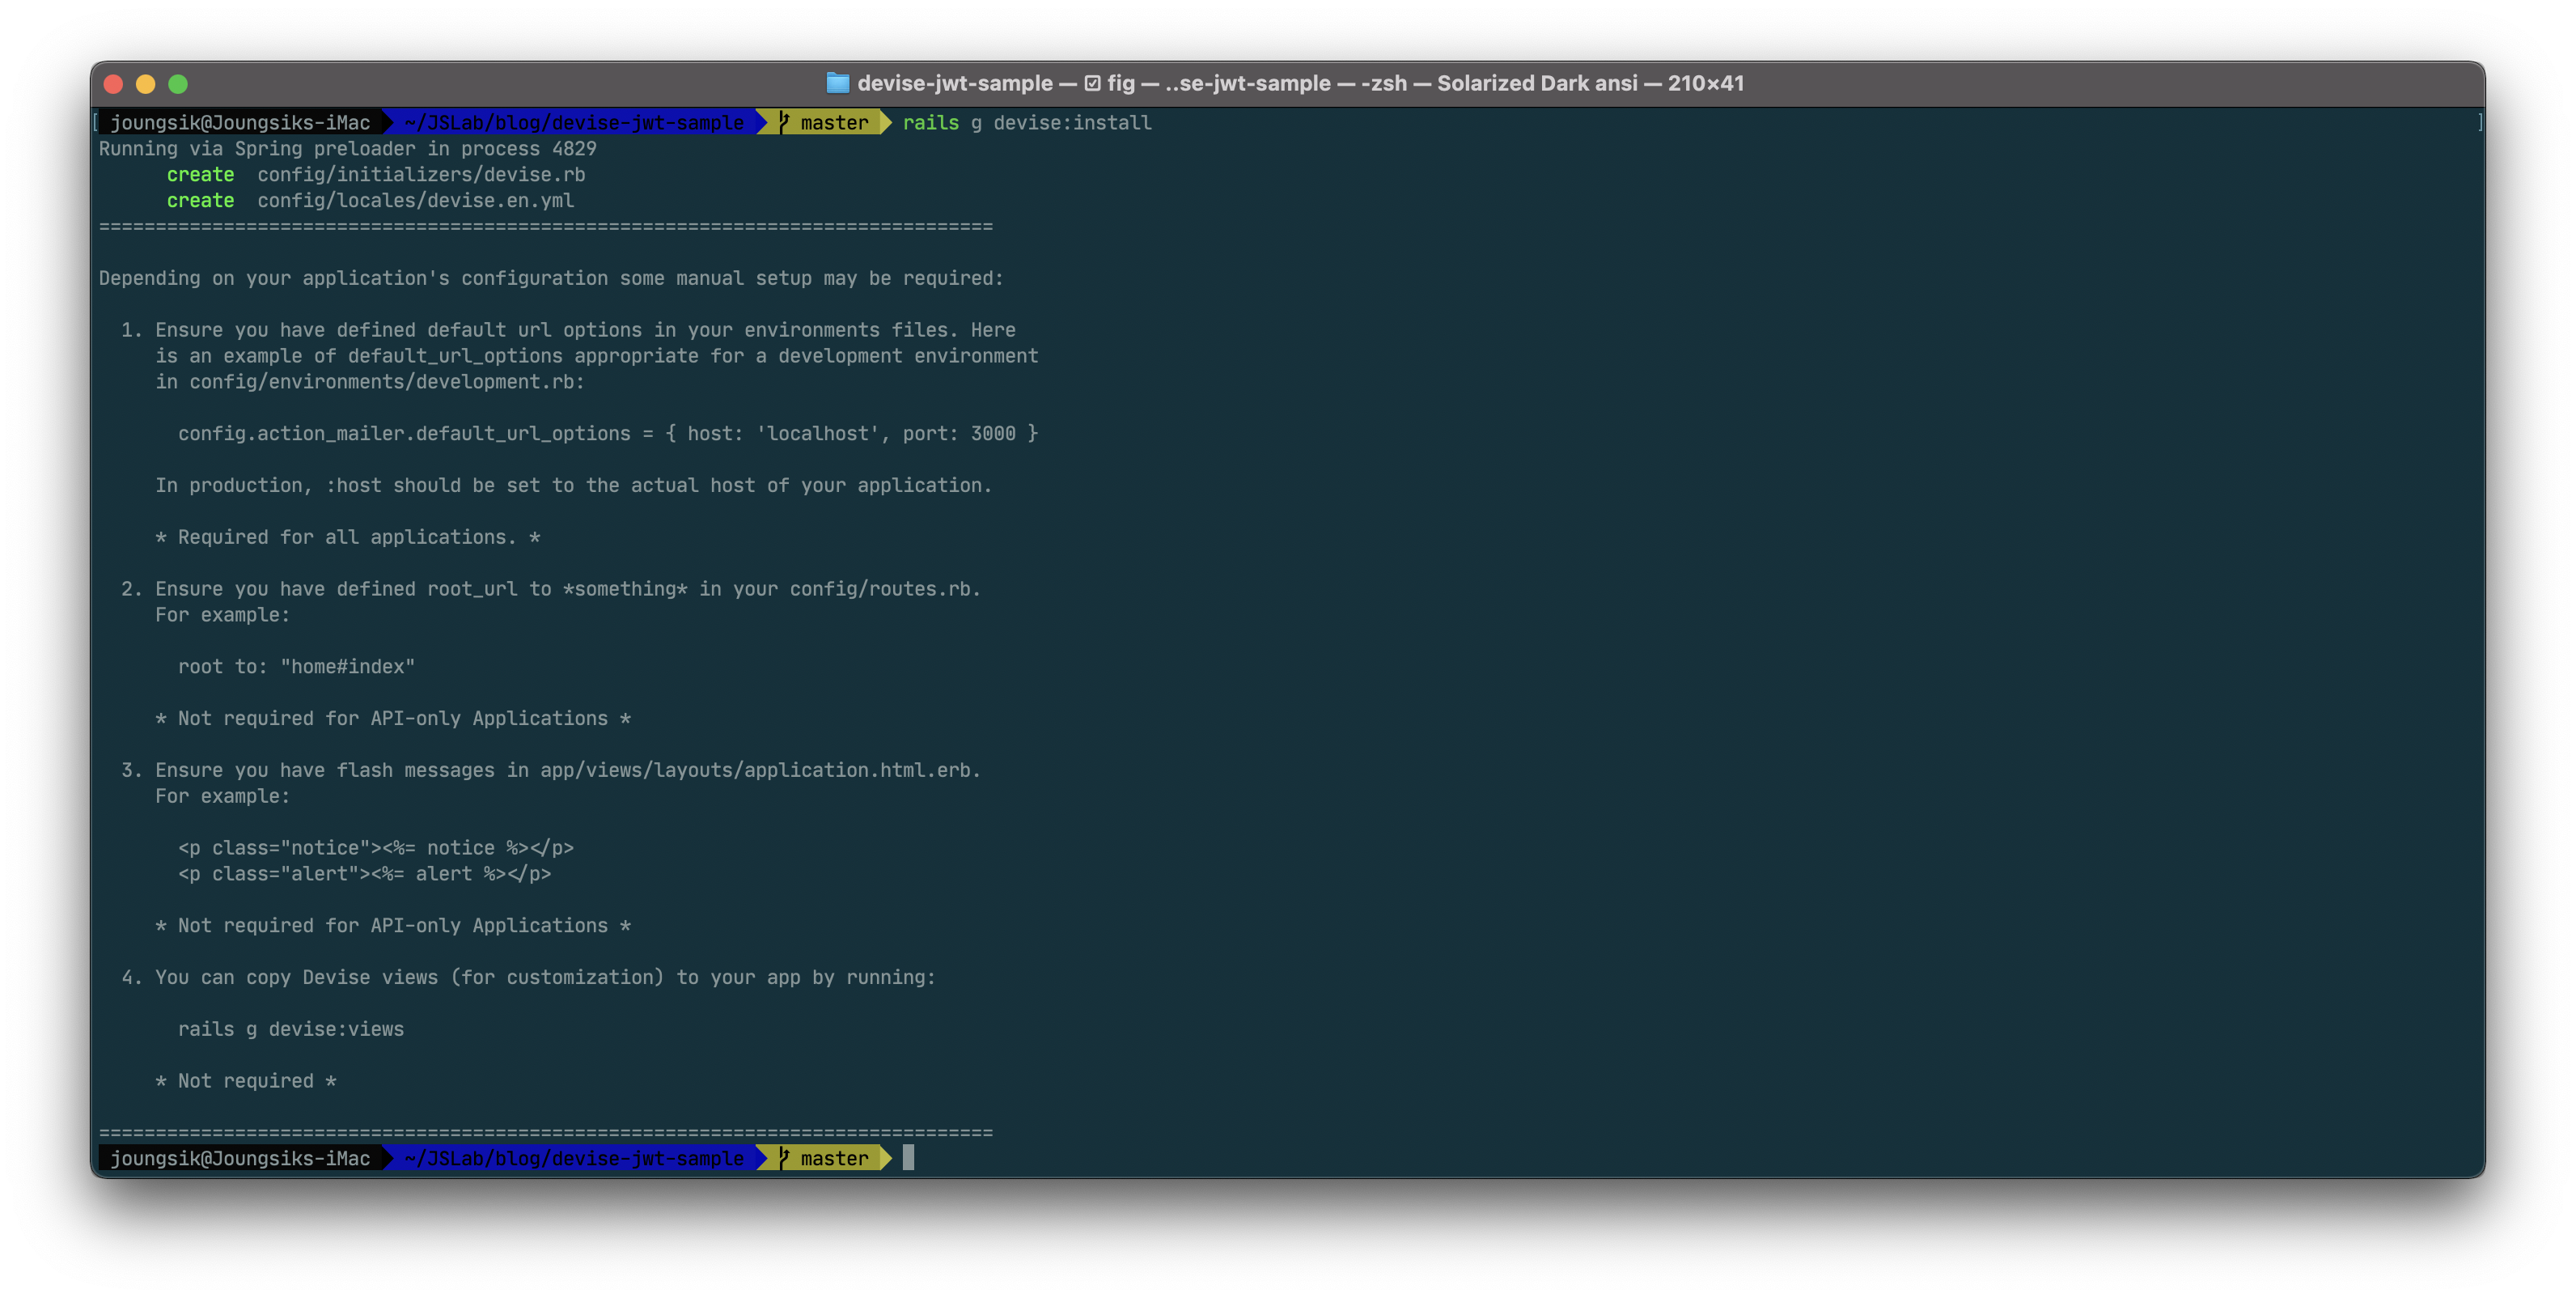 devise-jwt-sample — ☑ fig — ..se-jwt-sample — -zsh — Solarized Dark ansi — 210×41
[ joungsik@Joungsiks-iMac  ~/JSLab/blog/devise-jwt-sample  master  rails g devise:install ]
Running via Spring preloader in process 4829
      create  config/initializers/devise.rb
      create  config/locales/devise.en.yml
===============================================================================

Depending on your application's configuration some manual setup may be required:

  1. Ensure you have defined default url options in your environments files. Here
     is an example of default_url_options appropriate for a development environment
     in config/environments/development.rb:

       config.action_mailer.default_url_options = { host: 'localhost', port: 3000 }

     In production, :host should be set to the actual host of your application.

     * Required for all applications. *

  2. Ensure you have defined root_url to *something* in your config/routes.rb.
     For example:

       root to: "home#index"

     * Not required for API-only Applications *

  3. Ensure you have flash messages in app/views/layouts/application.html.erb.
     For example:

       <p class="notice"><%= notice %></p>
       <p class="alert"><%= alert %></p>

     * Not required for API-only Applications *

  4. You can copy Devise views (for customization) to your app by running:

       rails g devise:views

     * Not required *

===============================================================================
joungsik@Joungsiks-iMac  ~/JSLab/blog/devise-jwt-sample  master